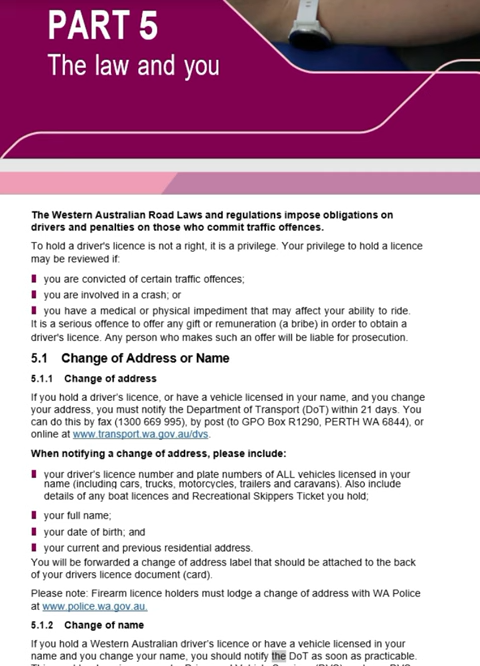 PART 5
The law and you
The Western Australian Road Laws and regulations impose obligations on
drivers and penalties on those who commit traffic offences.
To hold a driver's licence is not a right, it is a privilege. Your privilege to hold a licence
may be reviewed if:
you are convicted of certain traffic offences;
you are involved in a crash; or
you have a medical or physical impediment that may affect your ability to ride.
It is a serious offence to offer any gift or remuneration (a bribe) in order to obtain a
driver's licence. Any person who makes such an offer will be liable for prosecution.
5.1 Change of Address or Name
5.1.1 Change of address
If you hold a driver's licence, or have a vehicle licensed in your name, and you change
your address, you must notify the Department of Transport (DoT) within 21 days. You
can do this by fax (1300 669 995), by post (to GPO Box R1290, PERTH WA 6844), or
online at www.transport.wa.gov.au/dvs.
When notifying a change of address, please include:
your driver's licence number and plate numbers of ALL vehicles licensed in your
name (including cars, trucks, motorcycles, trailers and caravans). Also include
details of any boat licences and Recreational Skippers Ticket you hold;
your full name;
your date of birth; and
your current and previous residential address.
You will be forwarded a change of address label that should be attached to the back
of your drivers licence document (card).
Please note: Firearm licence holders must lodge a change of address with WA Police
at www.police.wa.gov.au.
5.1.2 Change of name
If you hold a Western Australian driver's licence or have a vehicle licensed in your
name and you change your name, you should notify the DoT as soon as practicable.